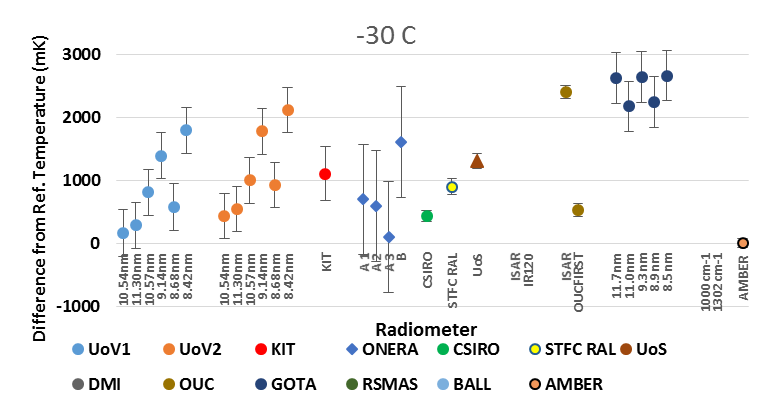 -30 C
Difference from Ref. Temperature (mK)
3000
2000
1000
0
-1000
10.54nm
11.30nm
10.57nm
9.14nm
8.68nm
8.42nm
10.54nm
11.30nm
10.57nm
9.14nm
8.68nm
8.42nm
KIT
A 1
A 2
A 3
B
CSIRO
STFC RAL
UoS
ISAR
IR120
ISAR
OUCFIRST
11.7nm
11.0nm
9.3nm
8.9nm
8.5nm
1000 cm-1
1302 cm-1
AMBER
Radiometer
UoV1 UoV2 KIT ONERA CSIRO STFC RAL UoS
DMI OUC GOTA RSMAS BALL AMBER